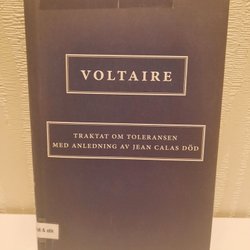 VOLTAIRE
TRAKTAT OM TOLERANSEN
MED ANLEDNING AV JEAN CALAS DÖD